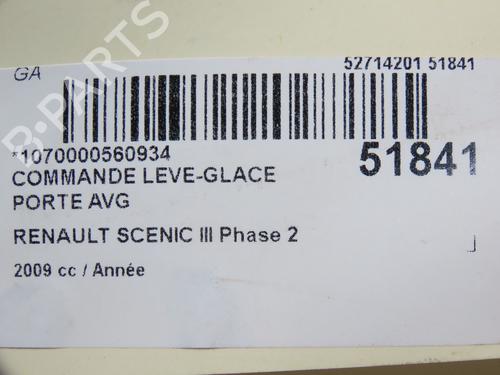 GA
52714201 51841
*1070000560934
51841
COMMANDE LEVE-GLACE
PORTE AVG
RENAULT SCENIC III Phase 2
J
2009 cc / Année
B-PARTS